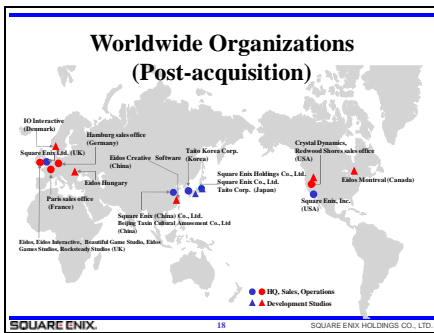 Worldwide Organizations
(Post-acquisition)
IO Interactive
(Denmark)
Hamburg sales office
(Germany)
Square Enix Ltd. (UK)
Eidos Hungary
Paris sales office
(France)
Eidos, Eidos Interactive, Beautiful Game Studio, Eidos
Games Studios, Rocksteady Studios (UK)
Eidos Creative Software
(China)
Taito Korea Corp.
(Korea)
Square Enix Holdings Co., Ltd.
Square Enix Co., Ltd.
Taito Corp. (Japan)
Square Enix (China) Co., Ltd.
Beijing Taxin Cultural Amusement Co., Ltd
(China)
Crystal Dynamics,
Redwood Shores sales office
(USA)
Eidos Montreal (Canada)
Square Enix, Inc.
(USA)
HQ, Sales, Operations
Development Studios
SQUARE ENIX.
18
SQUARE ENIX HOLDINGS CO., LTD.